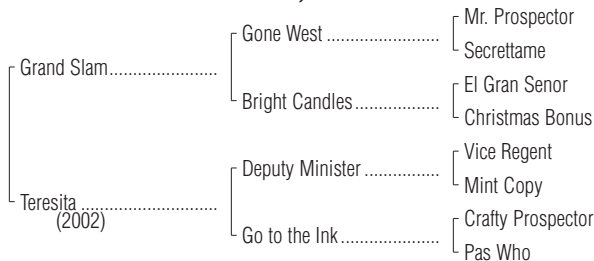 Mr. Prospector
Gone West ....................
Secrettame
Grand Slam...................
El Gran Senor
Bright Candles...............
Christmas Bonus
Vice Regent
Deputy Minister .............
Mint Copy
Teresita ........................
(2002)
Crafty Prospector
Go to the Ink.................
Pas Who